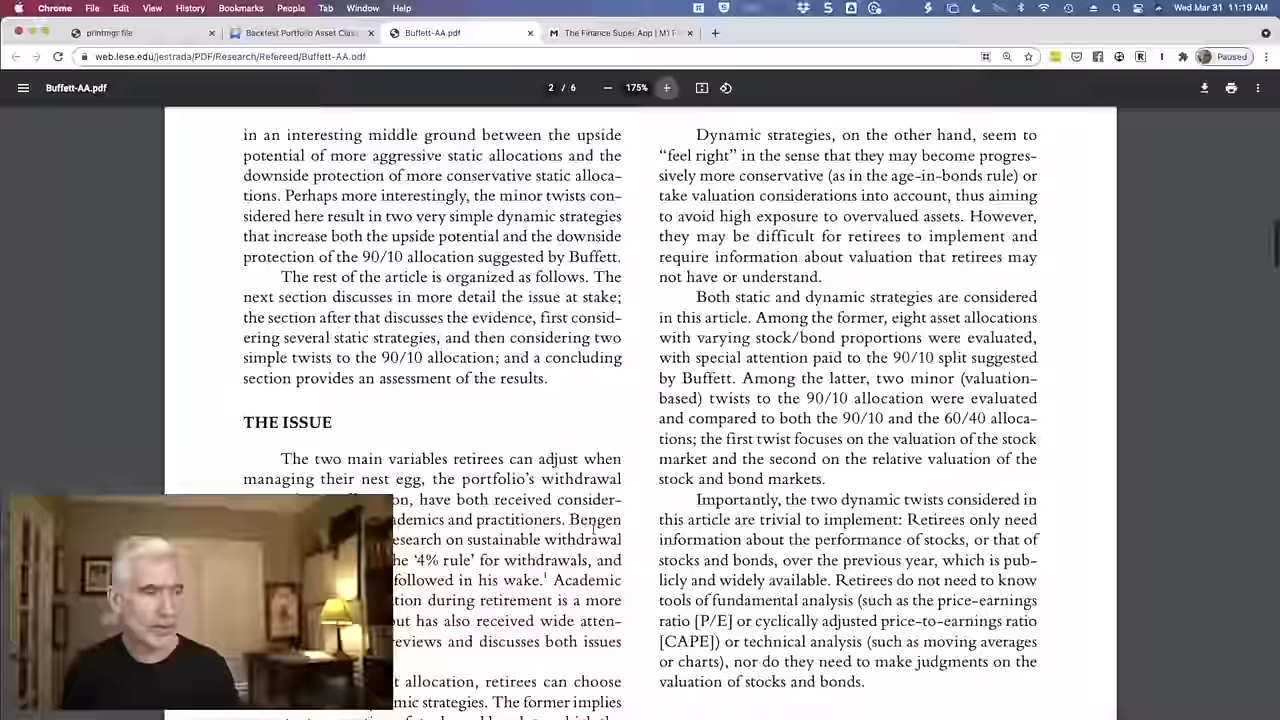 Chrome File Edit View History Bookmarks People Tab Window Help
Wed Mar 31 11:19 AM
printmgr file
Backtest Portfolio Asset Class
Buffett-AA.pdf
The Finance Super App | M1 F
web.iese.edu/jestrada/PDF/Research/Refereed/Buffett-AA.pdf
Paused
Buffett-AA.pdf
2 / 6
175%
in an interesting middle ground between the upside
potential of more aggressive static allocations and the
downside protection of more conservative static alloca-
tions. Perhaps more interestingly, the minor twists con-
sidered here result in two very simple dynamic strategies
that increase both the upside potential and the downside
protection of the 90/10 allocation suggested by Buffett.
The rest of the article is organized as follows. The
next section discusses in more detail the issue at stake;
the section after that discusses the evidence, first consid-
ering several static strategies, and then considering two
simple twists to the 90/10 allocation; and a concluding
section provides an assessment of the results.
THE ISSUE
The two main variables retirees can adjust when
managing their nest egg, the portfolio's withdrawal
on, have both received consider-
ademics and practitioners. Bengen
esearch on sustainable withdrawal
he '4% rule' for withdrawals, and
followed in his wake.1 Academic
tion during retirement is a more
out has also received wide atten-
reviews and discusses both issues
t allocation, retirees can choose
mic strategies. The former implies
Dynamic strategies, on the other hand, seem to
"feel right" in the sense that they may become progres-
sively more conservative (as in the age-in-bonds rule) or
take valuation considerations into account, thus aiming
to avoid high exposure to overvalued assets. However,
they may be difficult for retirees to implement and
require information about valuation that retirees may
not have or understand.
Both static and dynamic strategies are considered
in this article. Among the former, eight asset allocations
with varying stock/bond proportions were evaluated,
with special attention paid to the 90/10 split suggested
by Buffett. Among the latter, two minor (valuation-
based) twists to the 90/10 allocation were evaluated
and compared to both the 90/10 and the 60/40 alloca-
tions; the first twist focuses on the valuation of the stock
market and the second on the relative valuation of the
stock and bond markets.
Importantly, the two dynamic twists considered in
this article are trivial to implement: Retirees only need
information about the performance of stocks, or that of
stocks and bonds, over the previous year, which is pub-
licly and widely available. Retirees do not need to know
tools of fundamental analysis (such as the price-earnings
ratio [P/E] or cyclically adjusted price-to-earnings ratio
[CAPE]) or technical analysis (such as moving averages
or charts), nor do they need to make judgments on the
valuation of stocks and bonds.